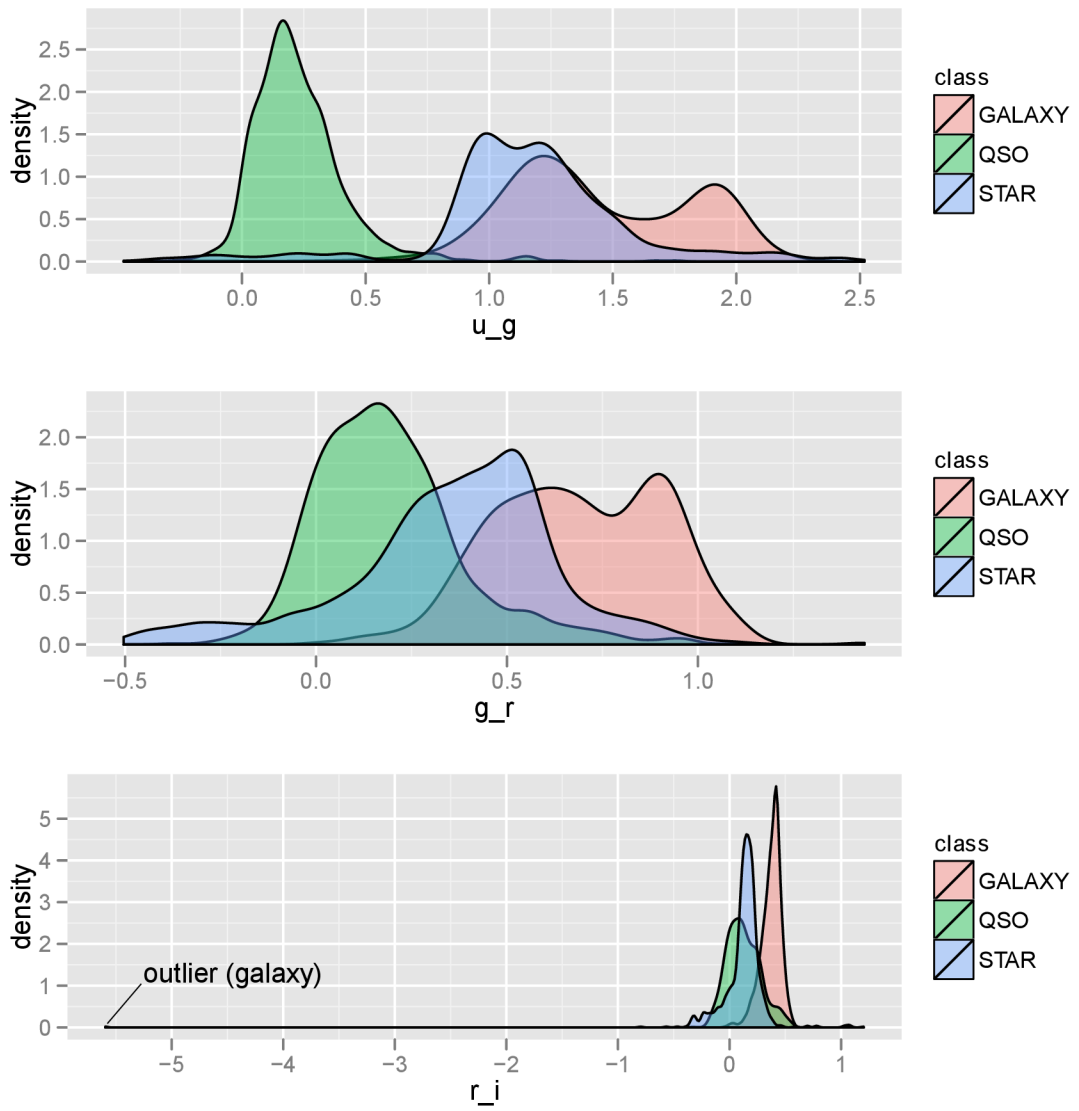 2.5
2.0
1.5
1.0
0.5
0.0
density
0.0 0.5 1.0 1.5 2.0 2.5
u_g
class
GALAXY
QSO
STAR
2.0
1.5
1.0
0.5
0.0
density
−0.5 0.0 0.5 1.0
g_r
class
GALAXY
QSO
STAR
5
4
3
2
1
0
density
outlier (galaxy)
−5 −4 −3 −2 −1 0 1
r_i
class
GALAXY
QSO
STAR